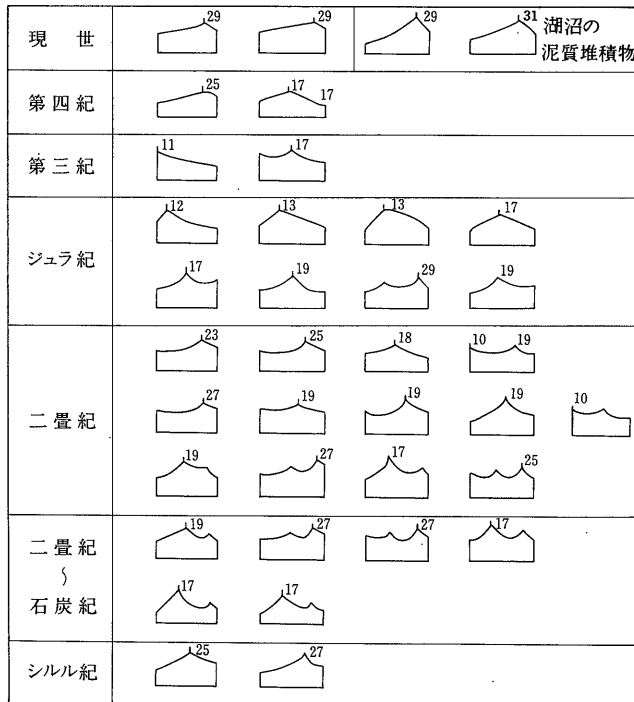 現世
29 29 29 31 湖沼の
泥質堆積物
第四紀
25 17 17
第三紀
11 17
ジュラ紀
12 13 13 17
17 19 29 19
二畳紀
23 25 18 10 19
27 19 19 19 10
19 27 17 25
二畳紀
〜
石炭紀
19 27 27 17
17 17
シルル紀
25 27